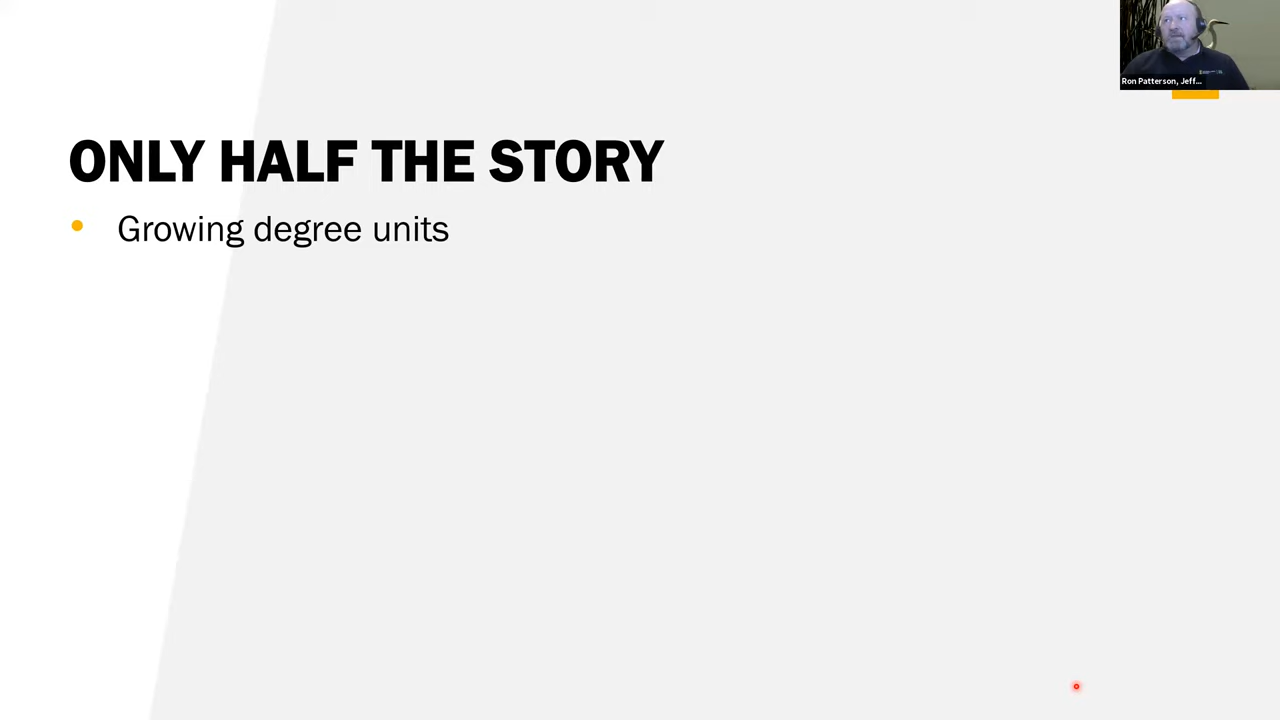 Ron Patterson, Jeff...
ONLY HALF THE STORY
• Growing degree units